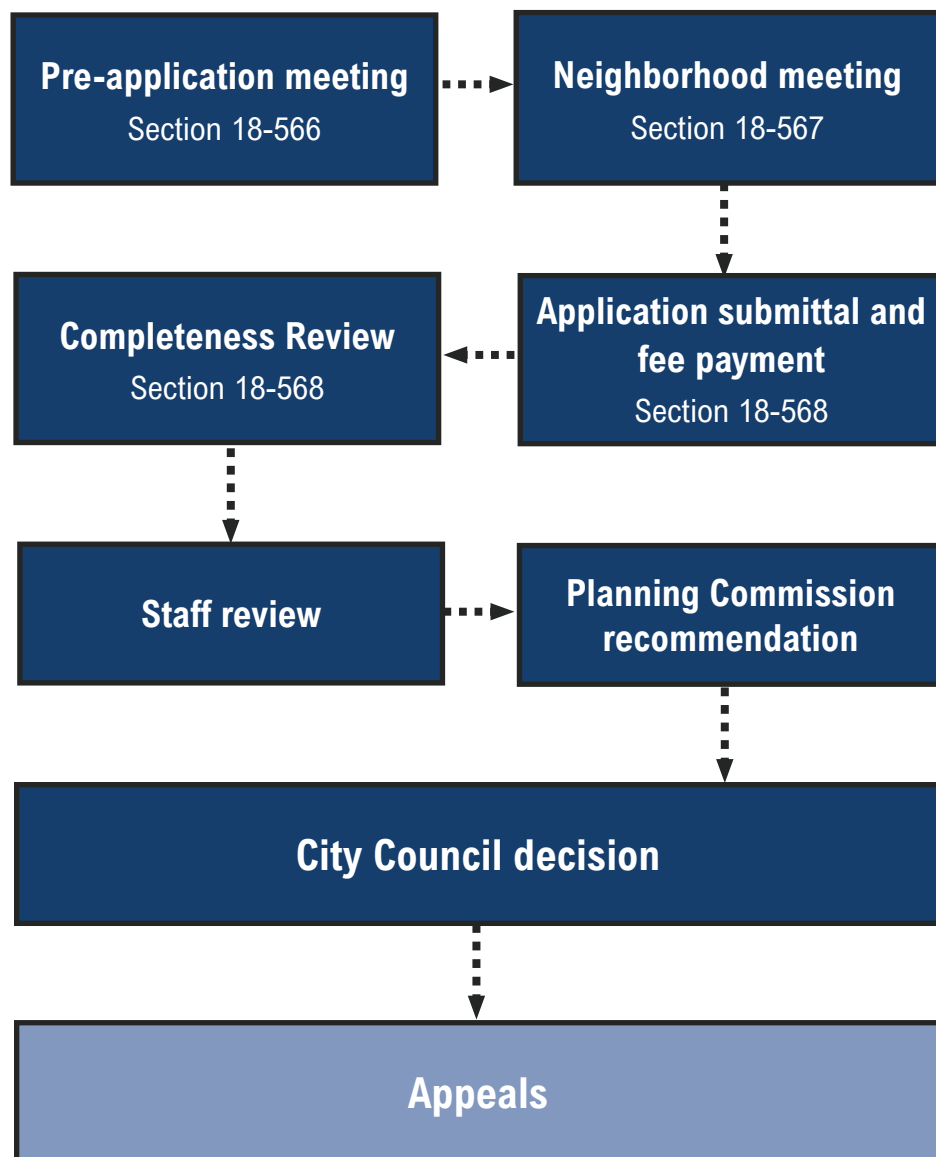 Pre-application meeting
Section 18-566
Neighborhood meeting
Section 18-567
Application submittal and
fee payment
Section 18-568
Completeness Review
Section 18-568
Staff review
Planning Commission
recommendation
City Council decision
Appeals